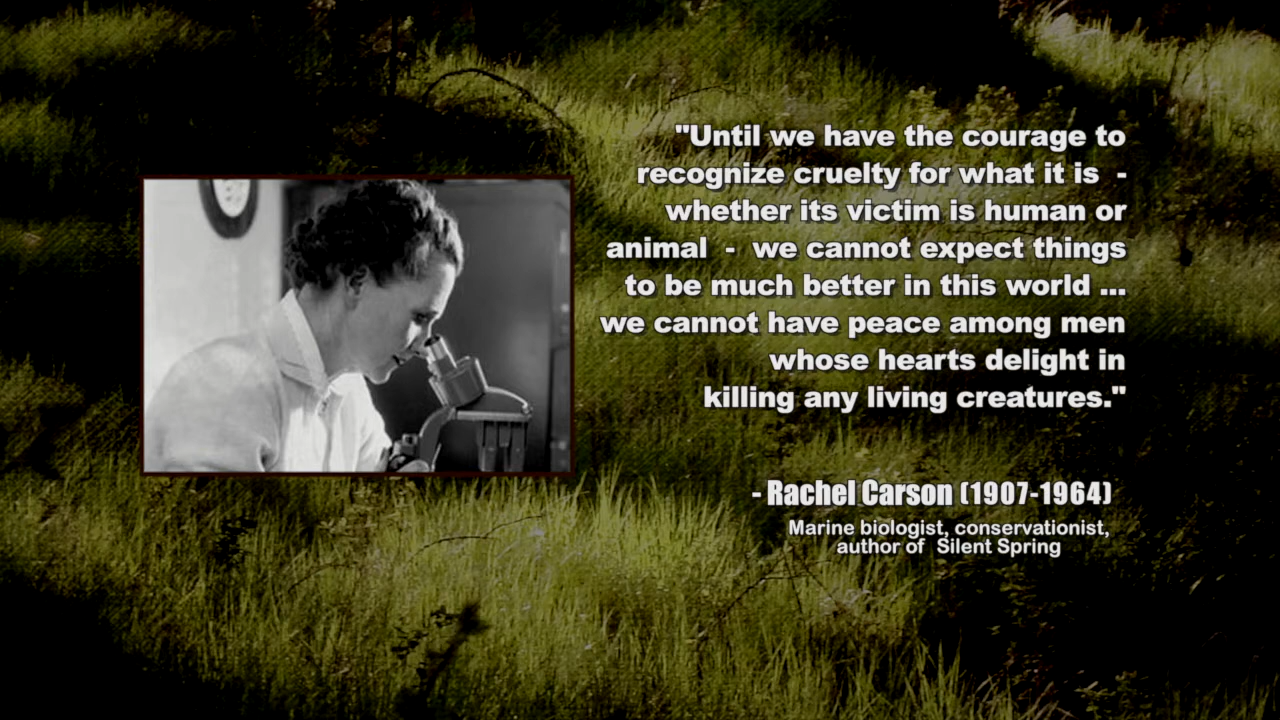 "Until we have the courage to
recognize cruelty for what it is  -
whether its victim is human or
animal  -  we cannot expect things
to be much better in this world ...
we cannot have peace among men
whose hearts delight in
killing any living creatures."
- Rachel Carson (1907-1964)
Marine biologist, conservationist,
author of  Silent Spring